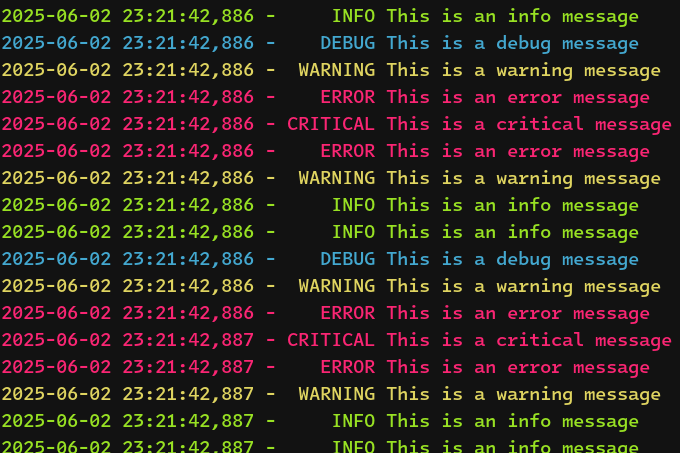 2025-06-02 23:21:42,886 -     INFO This is an info message
2025-06-02 23:21:42,886 -    DEBUG This is a debug message
2025-06-02 23:21:42,886 -  WARNING This is a warning message
2025-06-02 23:21:42,886 -    ERROR This is an error message
2025-06-02 23:21:42,886 - CRITICAL This is a critical message
2025-06-02 23:21:42,886 -    ERROR This is an error message
2025-06-02 23:21:42,886 -  WARNING This is a warning message
2025-06-02 23:21:42,886 -     INFO This is an info message
2025-06-02 23:21:42,886 -     INFO This is an info message
2025-06-02 23:21:42,886 -    DEBUG This is a debug message
2025-06-02 23:21:42,886 -  WARNING This is a warning message
2025-06-02 23:21:42,886 -    ERROR This is an error message
2025-06-02 23:21:42,887 - CRITICAL This is a critical message
2025-06-02 23:21:42,887 -    ERROR This is an error message
2025-06-02 23:21:42,887 -  WARNING This is a warning message
2025-06-02 23:21:42,887 -     INFO This is an info message
2025-06-02 23:21:42,887 -     INFO This is an info message